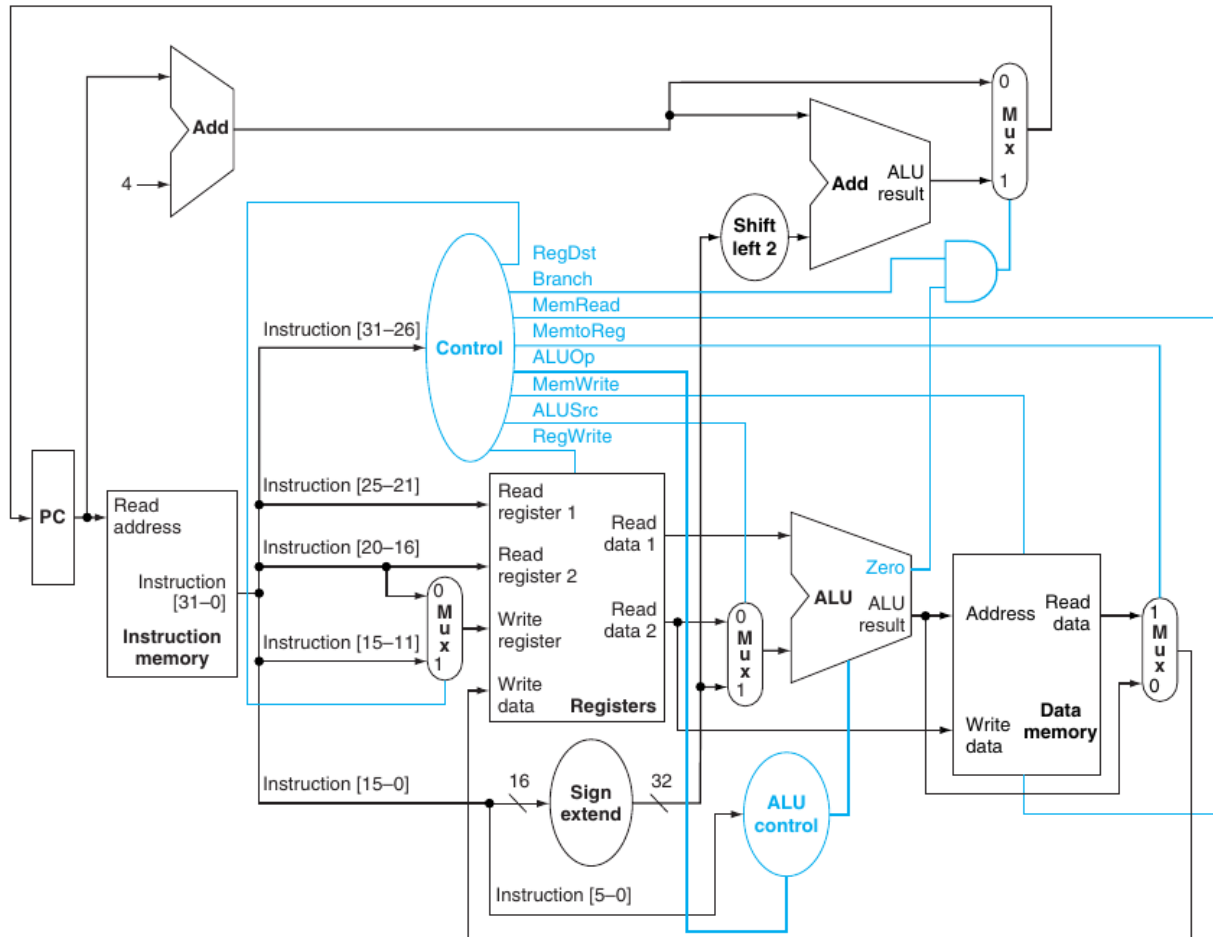 Add
4
0
M
u
x
1
Add
ALU
result
Shift
left 2
RegDst
Branch
MemRead
MemtoReg
ALUOp
MemWrite
ALUSrc
RegWrite
Control
Instruction [31–26]
PC
Read
address
Instruction
[31–0]
Instruction
memory
Instruction [25–21]
Instruction [20–16]
Instruction [15–11]
0
M
u
x
1
Read
register 1
Read
register 2
Write
register
Write
data
Read
data 1
Read
data 2
Registers
0
M
u
x
1
Zero
ALU
ALU
result
Address
Read
data
Write
data
Data
memory
1
M
u
x
0
Instruction [15–0]
16
Sign
extend
32
ALU
control
Instruction [5–0]